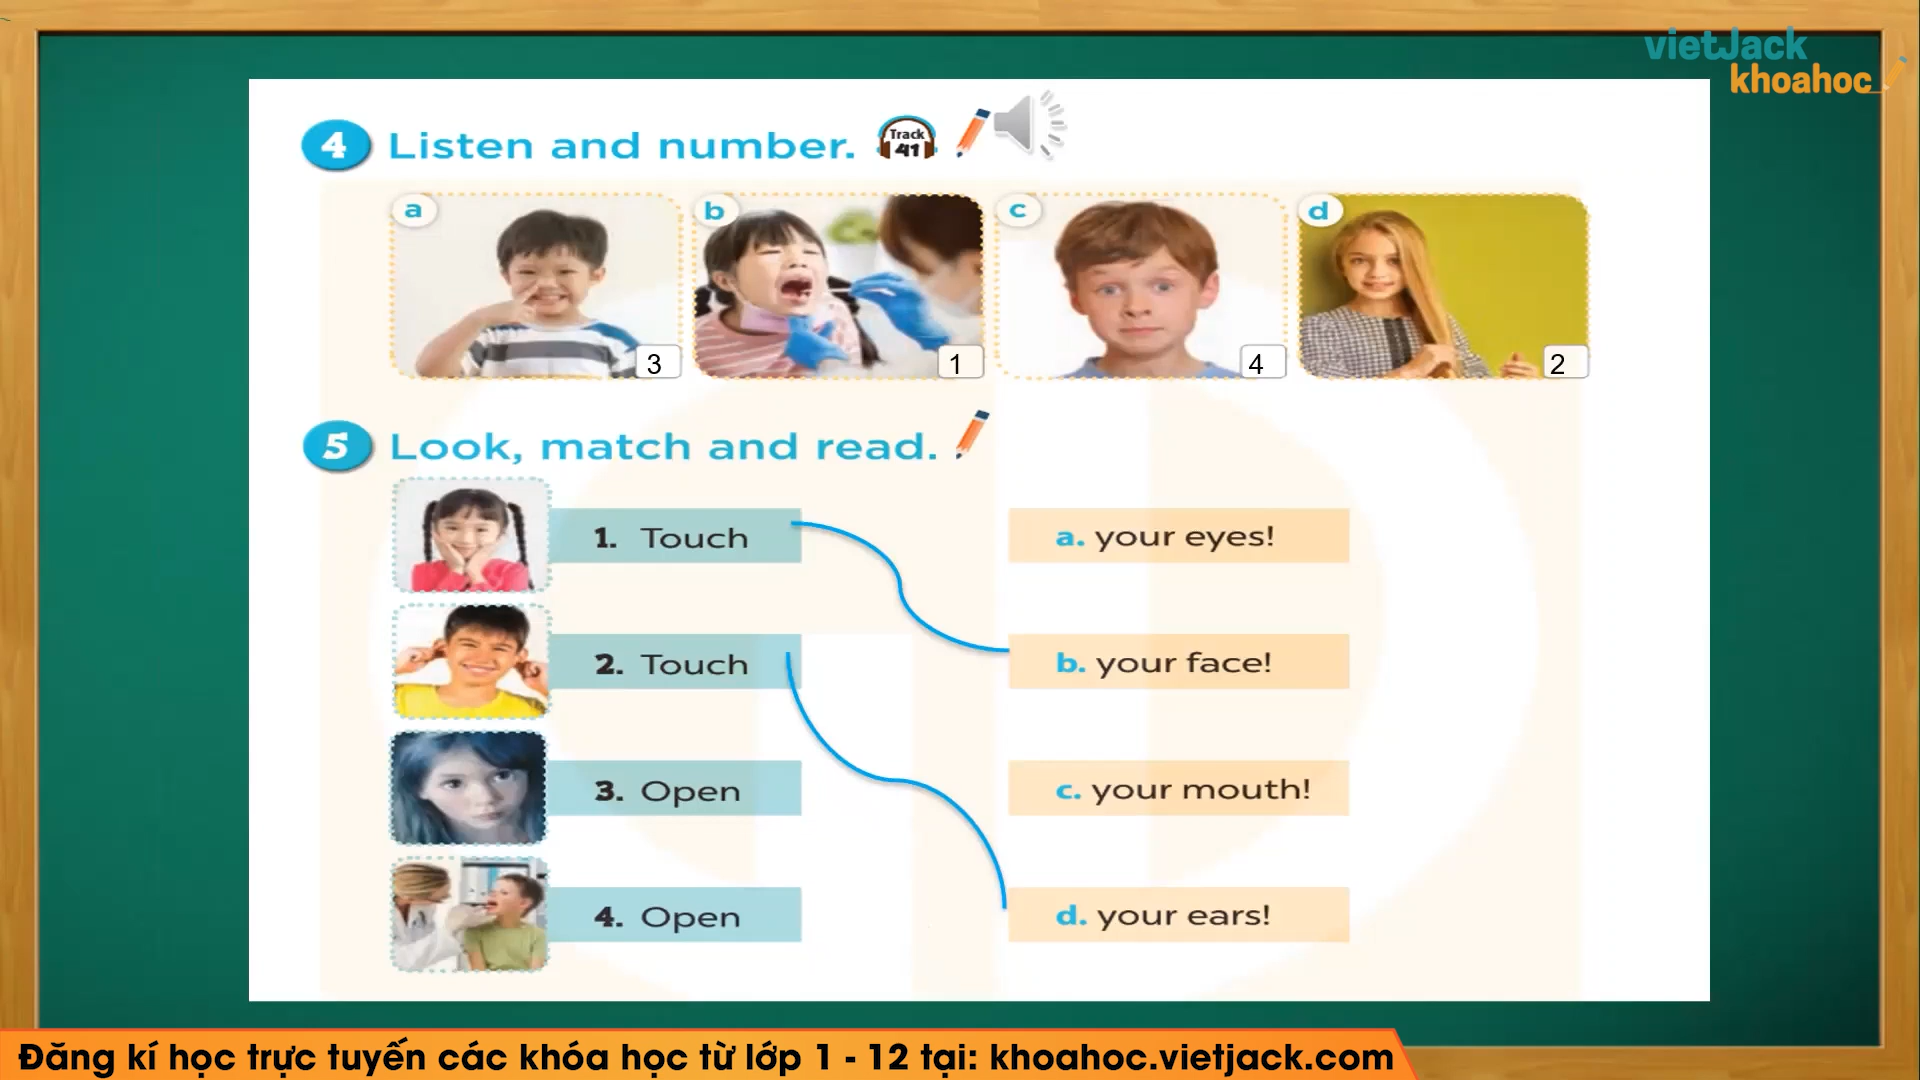 vietJack
khoahoc
4 Listen and number. Track 41
a
b
c
d
3
1
4
2
5 Look, match and read.
1. Touch
a. your eyes!
2. Touch
b. your face!
3. Open
c. your mouth!
4. Open
d. your ears!
Đăng kí học trực tuyến các khóa học từ lớp 1 - 12 tại: khoahoc.vietjack.com